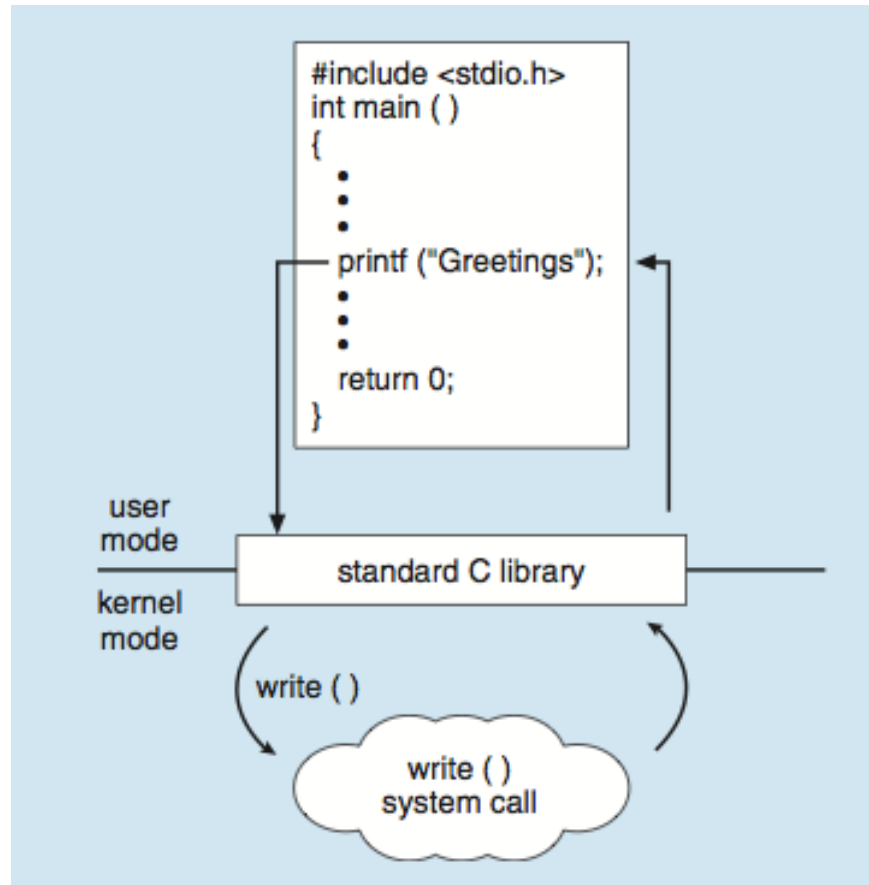 #include <stdio.h>
int main ( )
{
•
•
•
printf ("Greetings");
•
•
•
return 0;
}
user
mode
standard C library
kernel
mode
write ( )
write ( )
system call